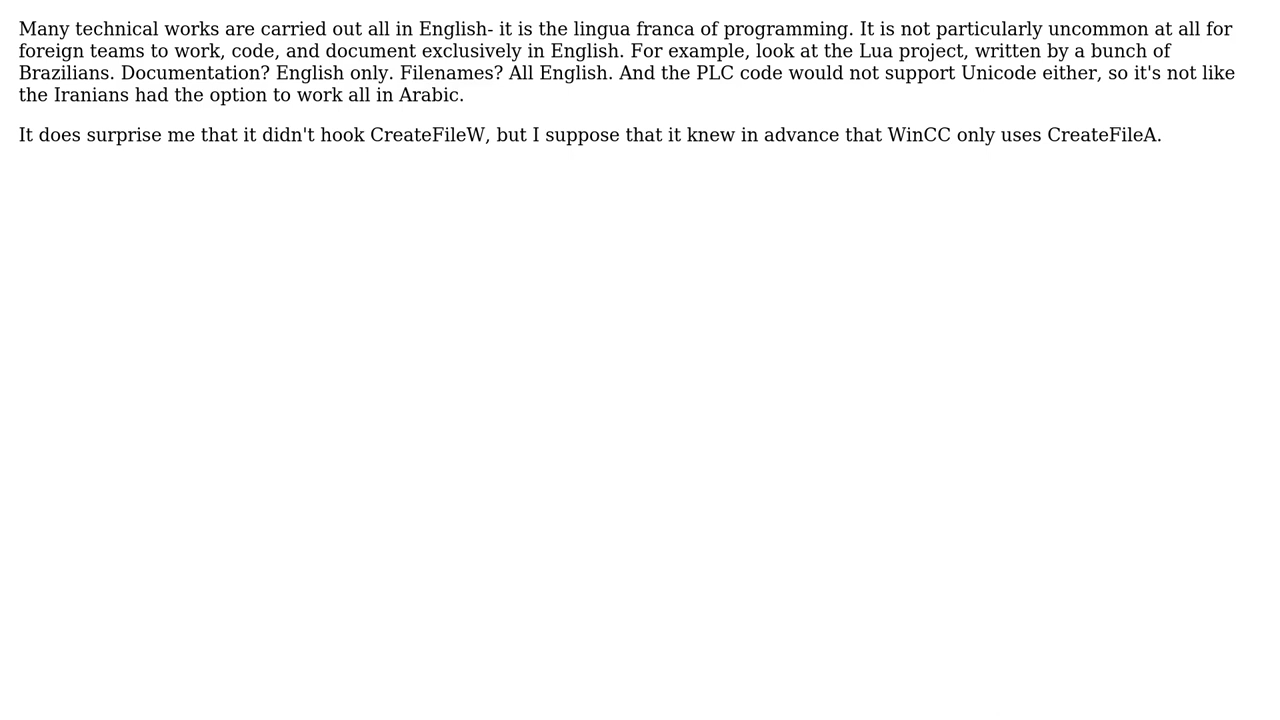 Many technical works are carried out all in English- it is the lingua franca of programming. It is not particularly uncommon at all for
foreign teams to work, code, and document exclusively in English. For example, look at the Lua project, written by a bunch of
Brazilians. Documentation? English only. Filenames? All English. And the PLC code would not support Unicode either, so it's not like
the Iranians had the option to work all in Arabic.
It does surprise me that it didn't hook CreateFileW, but I suppose that it knew in advance that WinCC only uses CreateFileA.